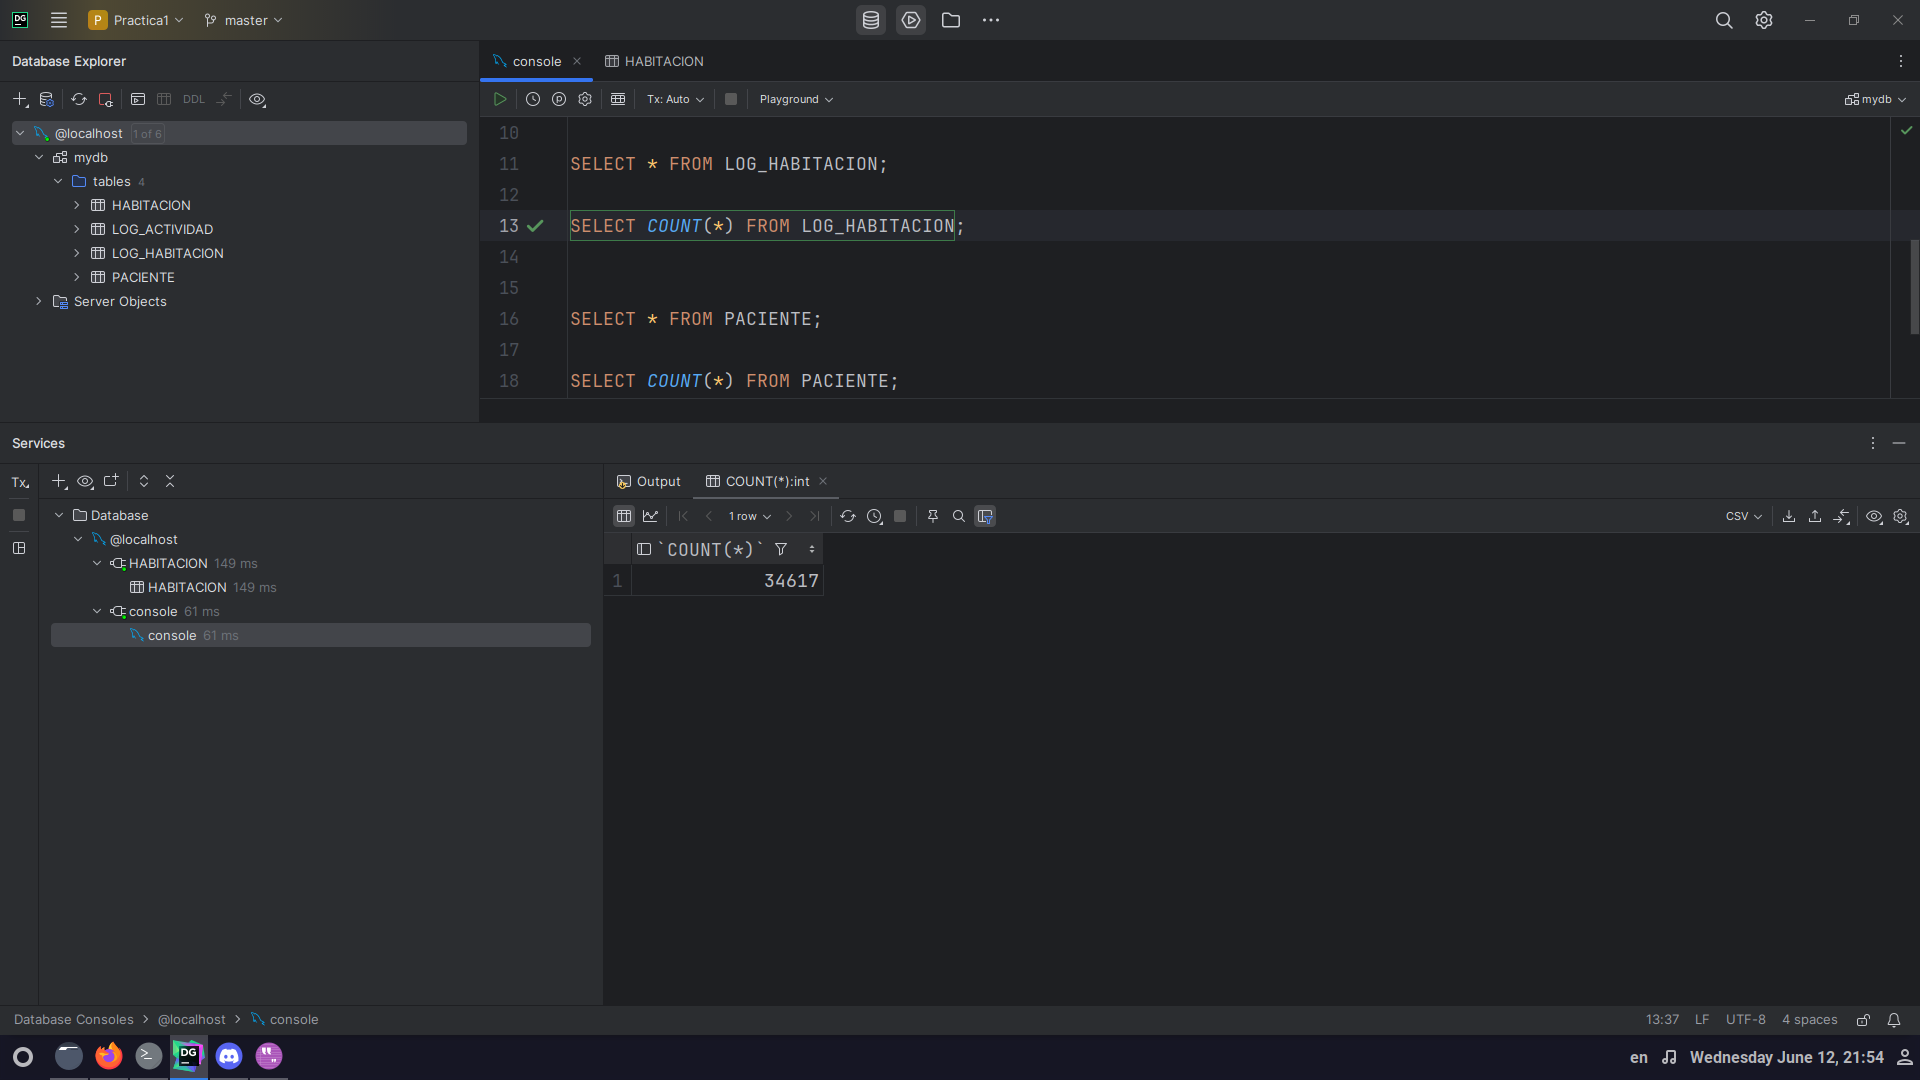 DG
P Practica1 master
Database Explorer
console
HABITACION
DDL
Tx: Auto Playground mydb
@localhost 1 of 6
mydb
tables 4
HABITACION
LOG_ACTIVIDAD
LOG_HABITACION
PACIENTE
Server Objects
10
11 SELECT * FROM LOG_HABITACION;
12
13 SELECT COUNT(*) FROM LOG_HABITACION;
14
15
16 SELECT * FROM PACIENTE;
17
18 SELECT COUNT(*) FROM PACIENTE;
Services
Tx
Database
@localhost
HABITACION 149 ms
HABITACION 149 ms
console 61 ms
console 61 ms
Output COUNT(*):int
1 row CSV
`COUNT(*)`
1 34617
Database Consoles > @localhost > console
13:37 LF UTF-8 4 spaces
DG
en Wednesday June 12, 21:54